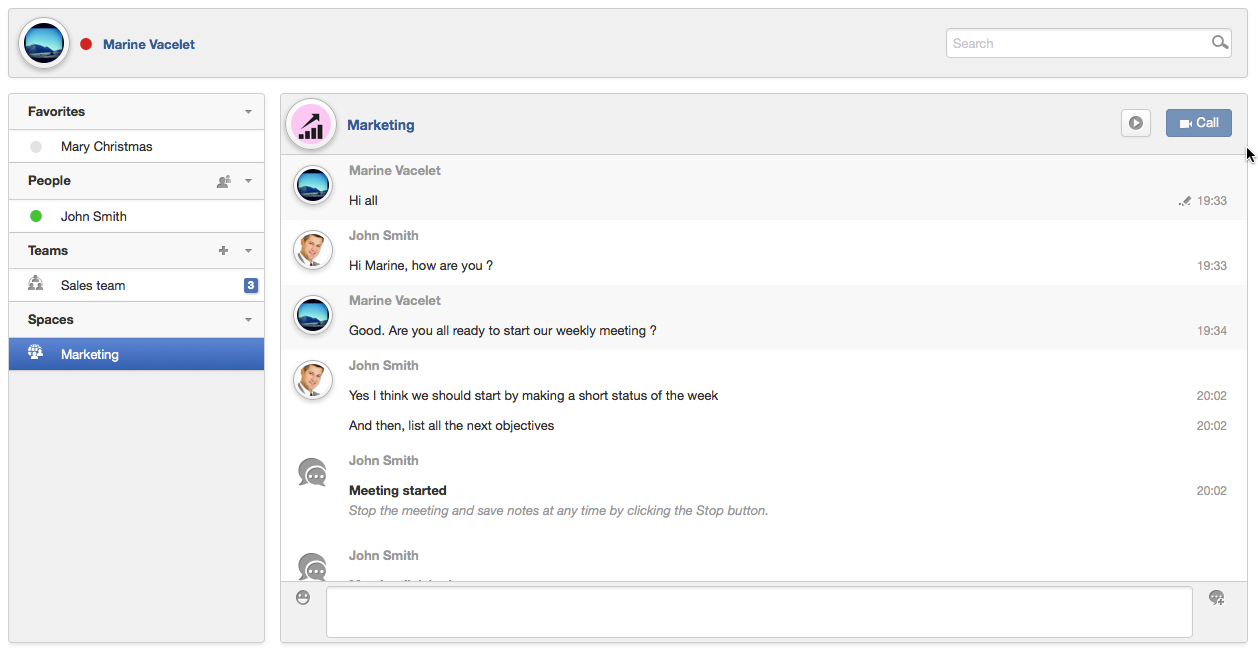 Marine Vacelet
Search
Favorites
Mary Christmas
People
John Smith
Teams
Sales team 3
Spaces
Marketing
Marketing
Call
Marine Vacelet
Hi all 19:33
John Smith
Hi Marine, how are you ? 19:33
Marine Vacelet
Good. Are you all ready to start our weekly meeting ? 19:34
John Smith
Yes I think we should start by making a short status of the week 20:02
And then, list all the next objectives 20:02
John Smith
Meeting started 20:02
Stop the meeting and save notes at any time by clicking the Stop button.
John Smith